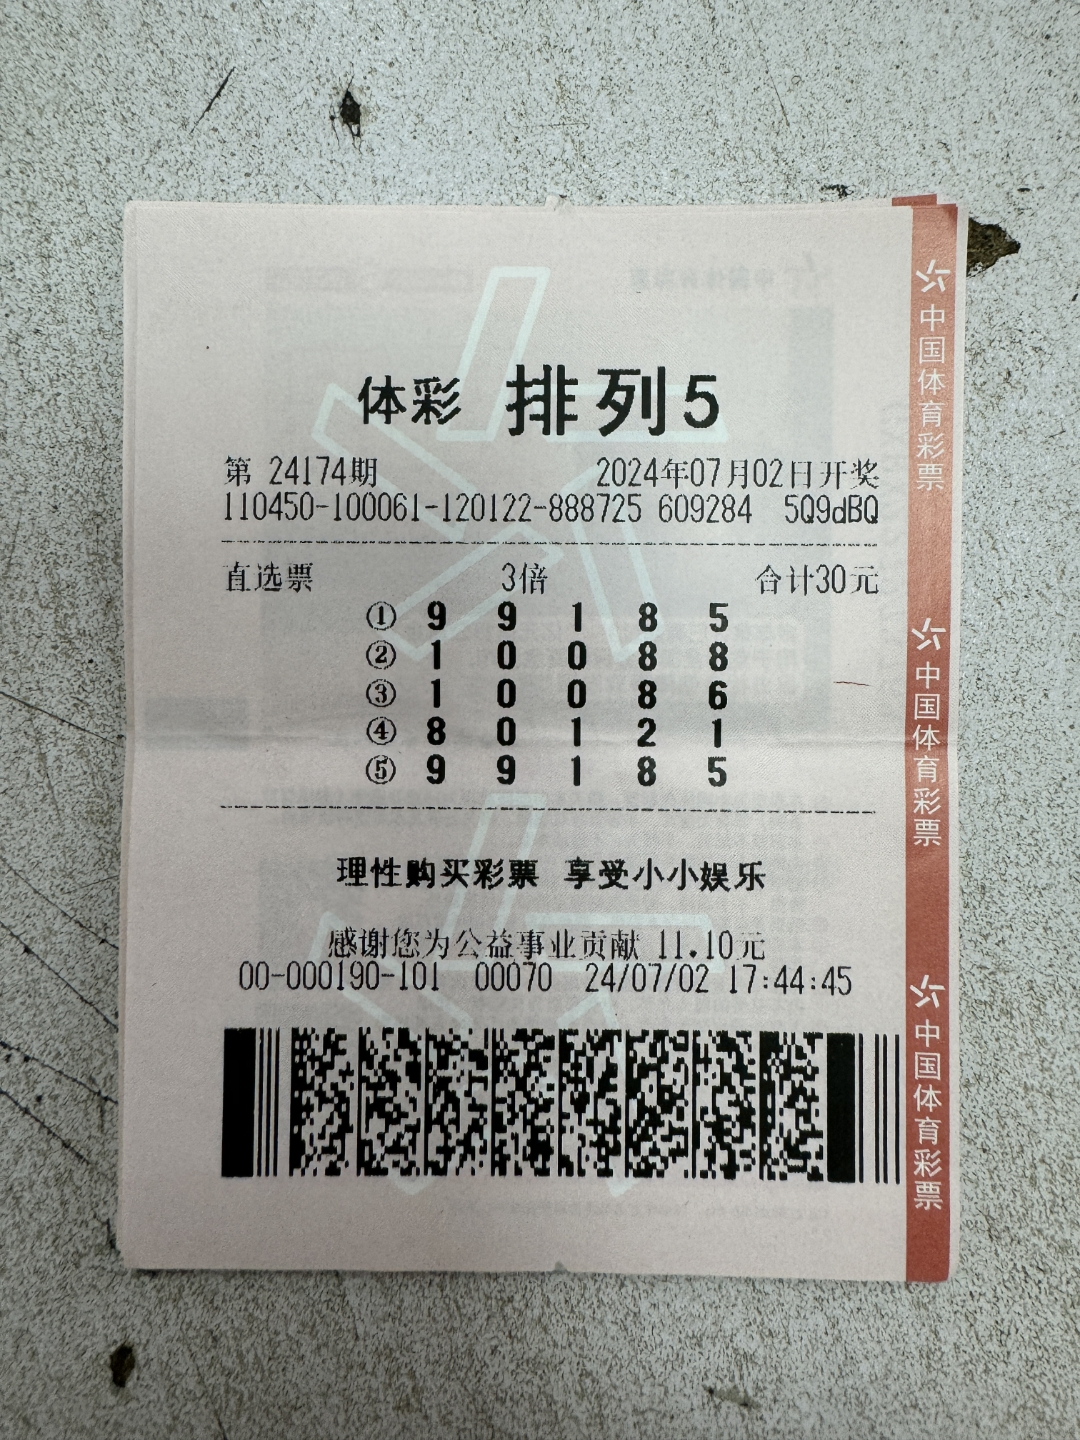 体彩 排列5
第 24174期 2024年07月02日开奖
110450-100061-120122-888725 609284 5Q9dBQ
直选票 3倍 合计30元
① 9 9 1 8 5
② 1 0 0 8 8
③ 1 0 0 8 6
④ 8 0 1 2 1
⑤ 9 9 1 8 5
理性购买彩票 享受小小娱乐
感谢您为公益事业贡献 11.10元
00-000190-101 00070 24/07/02 17:44:45
中国体育彩票
中国体育彩票
中国体育彩票